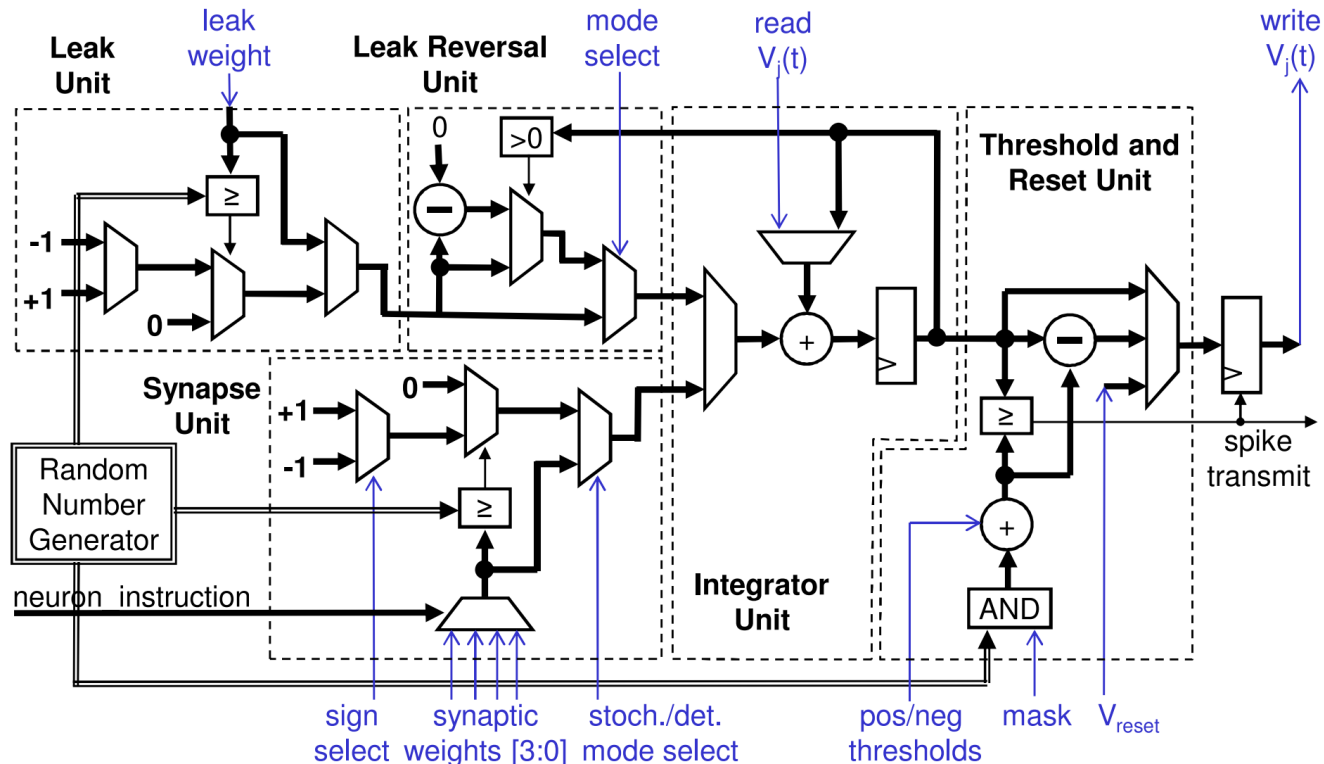 leak
weight
mode
select
read
Vj(t)
write
Vj(t)
Leak
Unit
Leak Reversal
Unit
Threshold and
Reset Unit
0
>0
≥
-1
+1
0
−
+
V
−
V
≥
spike
transmit
Synapse
Unit
0
+1
-1
≥
Random
Number
Generator
neuron_instruction
Integrator
Unit
+
AND
sign
select
synaptic
weights [3:0]
stoch./det.
mode select
pos/neg
thresholds
mask
Vreset